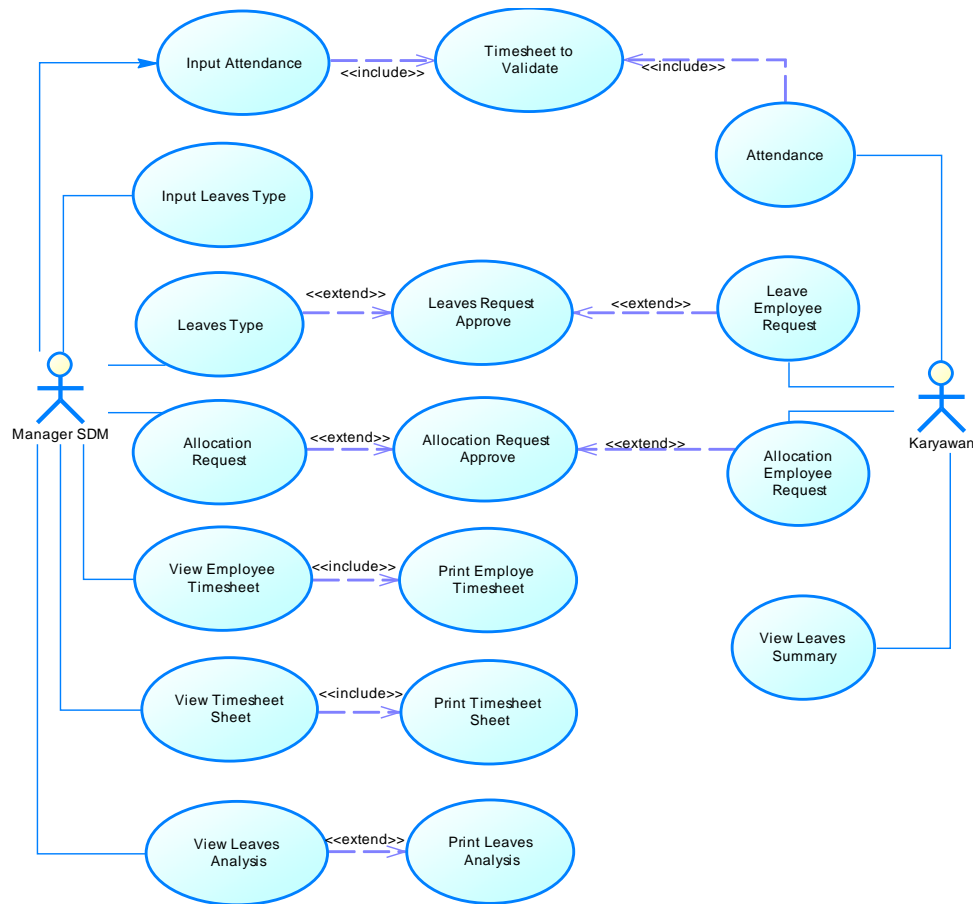 Input Attendance
<<include>>
Timesheet to
Validate
<<include>>
Attendance
Input Leaves Type
Leaves Type
<<extend>>
Leaves Request
Approve
<<extend>>
Leave
Employee
Request
Manager SDM
Karyawan
Allocation
Request
<<extend>>
Allocation Request
Approve
<<extend>>
Allocation
Employee
Request
View Employee
Timesheet
<<include>>
Print Employe
Timesheet
View Leaves
Summary
View Timesheet
Sheet
<<include>>
Print Timesheet
Sheet
View Leaves
Analysis
<<extend>>
Print Leaves
Analysis